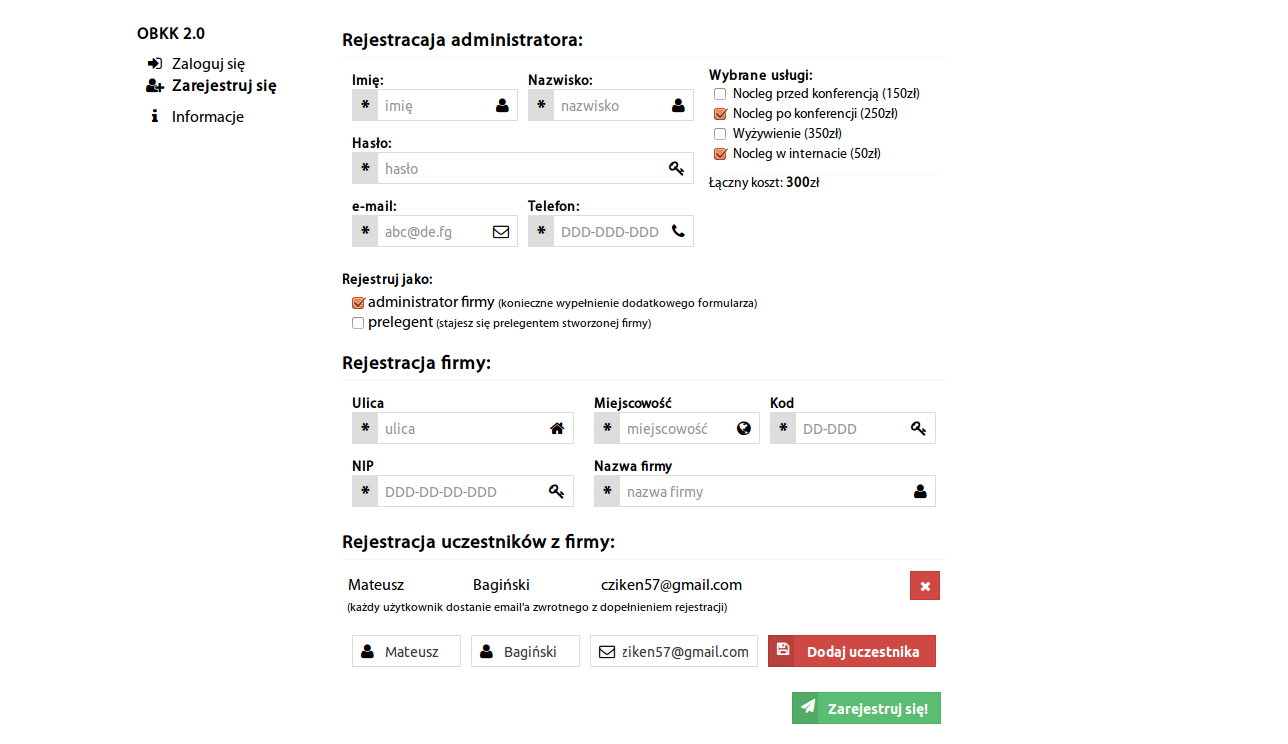 OBKK 2.0
Zaloguj się
Zarejestruj się
Informacje
Rejestracaja administratora:
Imię:
Nazwisko:
* imię
* nazwisko
Hasło:
* hasło
e-mail:
Telefon:
* abc@de.fg
* DDD-DDD-DDD
Wybrane usługi:
Nocleg przed konferencją (150zł)
Nocleg po konferencji (250zł)
Wyżywienie (350zł)
Nocleg w internacie (50zł)
Łączny koszt: 300zł
Rejestruj jako:
administrator firmy (konieczne wypełnienie dodatkowego formularza)
prelegent (stajesz się prelegentem stworzonej firmy)
Rejestracja firmy:
Ulica
Miejscowość
Kod
* ulica
* miejscowość
* DD-DDD
NIP
Nazwa firmy
* DDD-DD-DD-DDD
* nazwa firmy
Rejestracja uczestników z firmy:
Mateusz Bagiński cziken57@gmail.com
(każdy użytkownik dostanie email'a zwrotnego z dopełnieniem rejestracji)
Mateusz
Bagiński
ziken57@gmail.com
Dodaj uczestnika
Zarejestruj się!